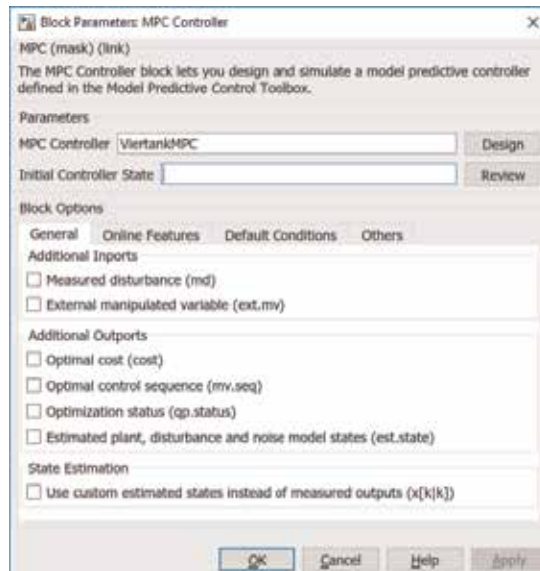 Block Parameters: MPC Controller
MPC (mask) (link)
The MPC Controller block lets you design and simulate a model predictive controller
defined in the Model Predictive Control Toolbox.
Parameters
MPC Controller ViertankMPC Design
Initial Controller State Review
Block Options
General Online Features Default Conditions Others
Additional Inports
Measured disturbance (md)
External manipulated variable (ext.mv)
Additional Outports
Optimal cost (cost)
Optimal control sequence (mv.seq)
Optimization status (qp.status)
Estimated plant, disturbance and noise model states (est.state)
State Estimation
Use custom estimated states instead of measured outputs (x[k|k])
OK Cancel Help Apply